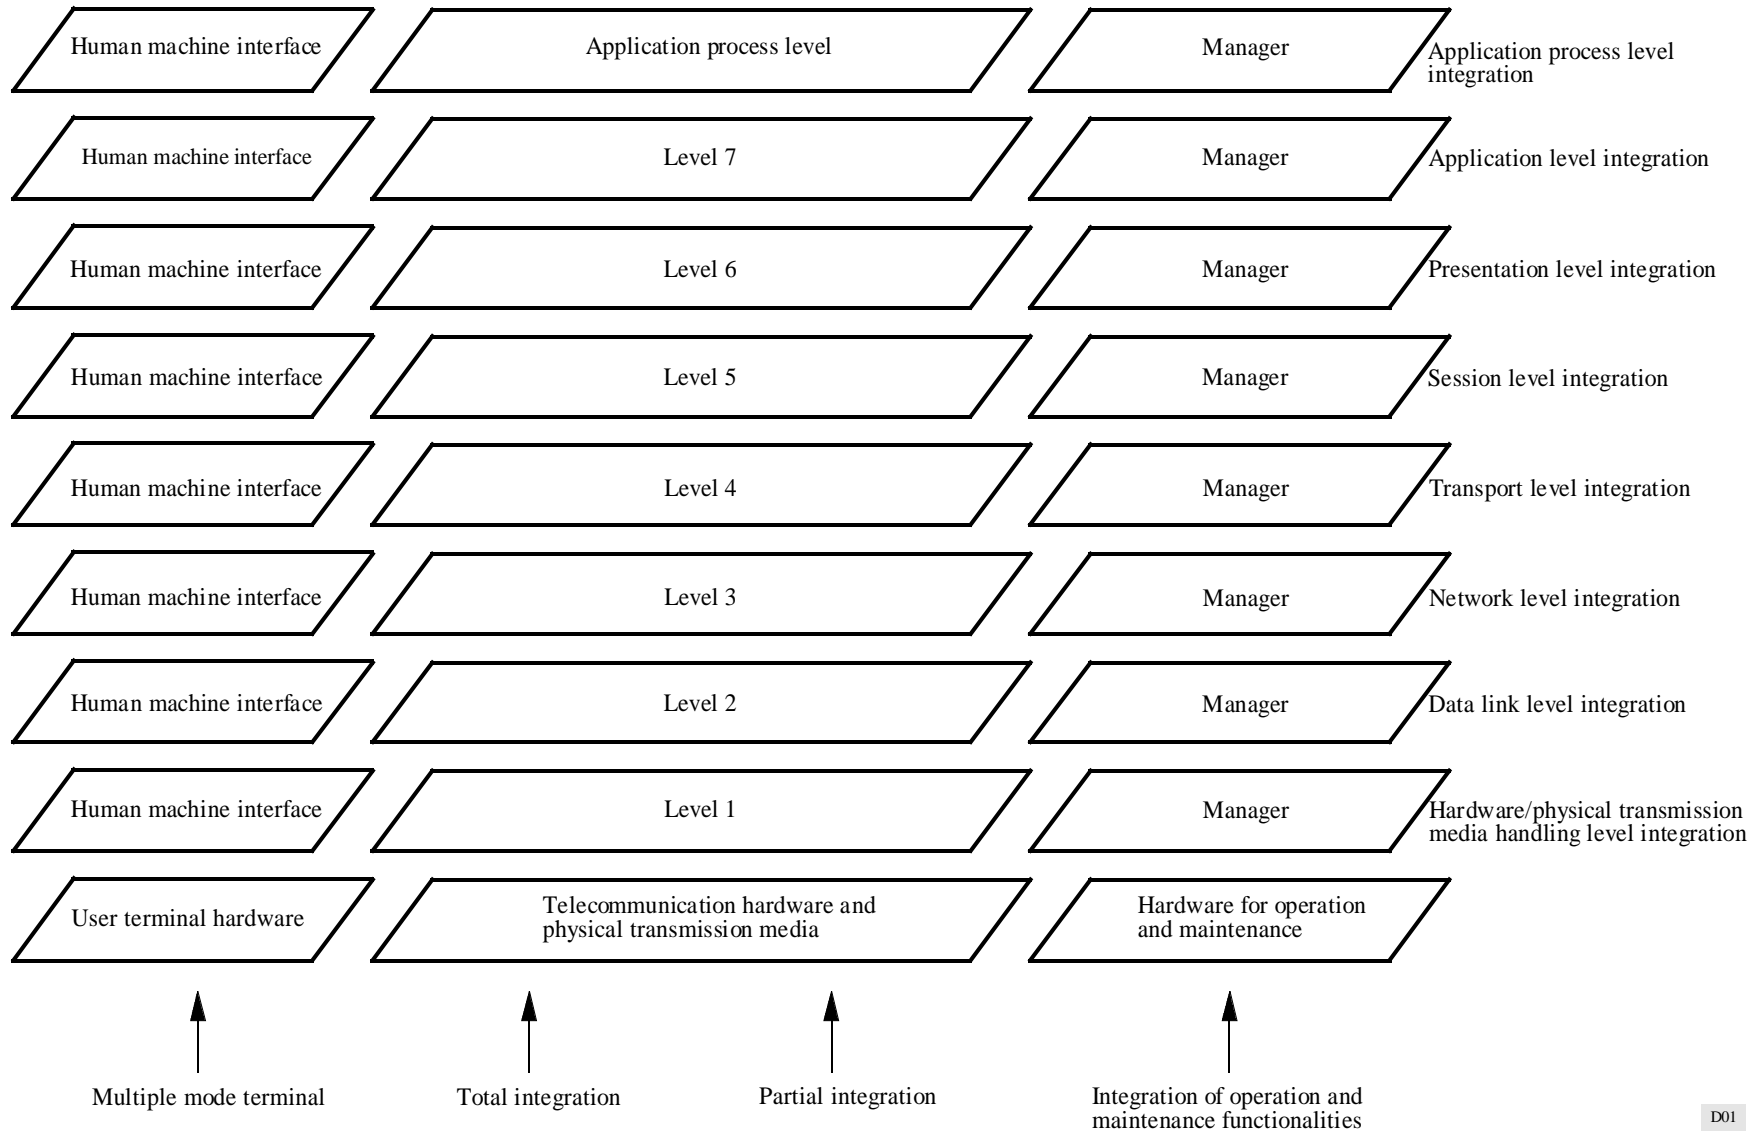 Human machine interface
Application process level
Manager
Application process level
integration
Human machine interface
Level 7
Manager
Application level integration
Human machine interface
Level 6
Manager
Presentation level integration
Human machine interface
Level 5
Manager
Session level integration
Human machine interface
Level 4
Manager
Transport level integration
Human machine interface
Level 3
Manager
Network level integration
Human machine interface
Level 2
Manager
Data link level integration
Human machine interface
Level 1
Manager
Hardware/physical transmission
media handling level integration
User terminal hardware
Telecommunication hardware and
physical transmission media
Hardware for operation
and maintenance
Multiple mode terminal
Total integration
Partial integration
Integration of operation and
maintenance functionalities
D01